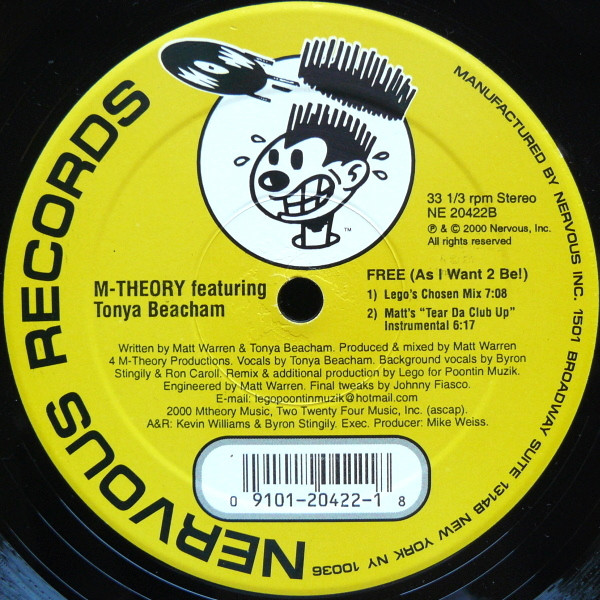 NERVOUS RECORDS
MANUFACTURED BY NERVOUS INC. 1501 BROADWAY SUITE 1314B NEW YORK NY 10036
TM
33 1/3 rpm Stereo
NE 20422B
℗ & © 2000 Nervous, Inc.
All rights reserved
M-THEORY featuring
Tonya Beacham
FREE (As I Want 2 Be!)
1) Lego's Chosen Mix 7:08
2) Matt's "Tear Da Club Up"
Instrumental 6:17
Written by Matt Warren & Tonya Beacham. Produced & mixed by Matt Warren
4 M-Theory Productions. Vocals by Tonya Beacham. Background vocals by Byron
Stingily & Ron Caroll. Remix & additional production by Lego for Poontin Muzik.
Engineered by Matt Warren. Final tweaks by Johnny Fiasco.
E-mail: legopoontinmuzik@hotmail.com
2000 Mtheory Music, Two Twenty Four Music, Inc. (ascap).
A&R: Kevin Williams & Byron Stingily. Exec. Producer: Mike Weiss.
0 9101-20422-1 8